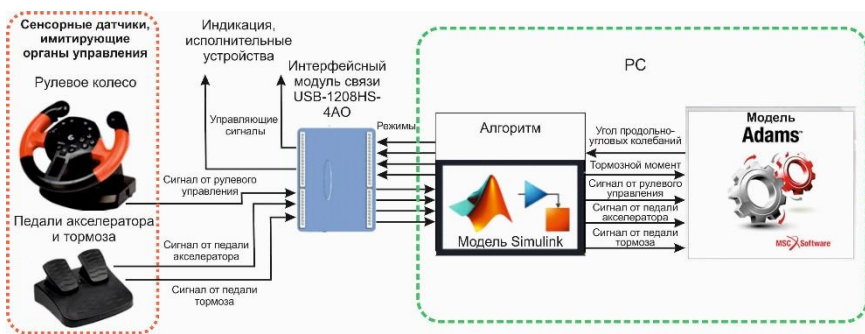 Сенсорные датчики,
имитирующие
органы управления
Рулевое колесо
Педали акселератора
и тормоза
Индикация,
исполнительные
устройства
Управляющие
сигналы
Сигнал от рулевого
управления
Сигнал от педали
акселератора
Сигнал от педали
тормоза
Интерфейсный
модуль связи
USB-1208HS-
4AO
Режимы
PC
Алгоритм
Модель Simulink
Угол продольно-
угловых колебаний
Тормозной момент
Сигнал от рулевого
управления
Сигнал от педали
акселератора
Сигнал от педали
тормоза
Модель
Adams™
MSC Software